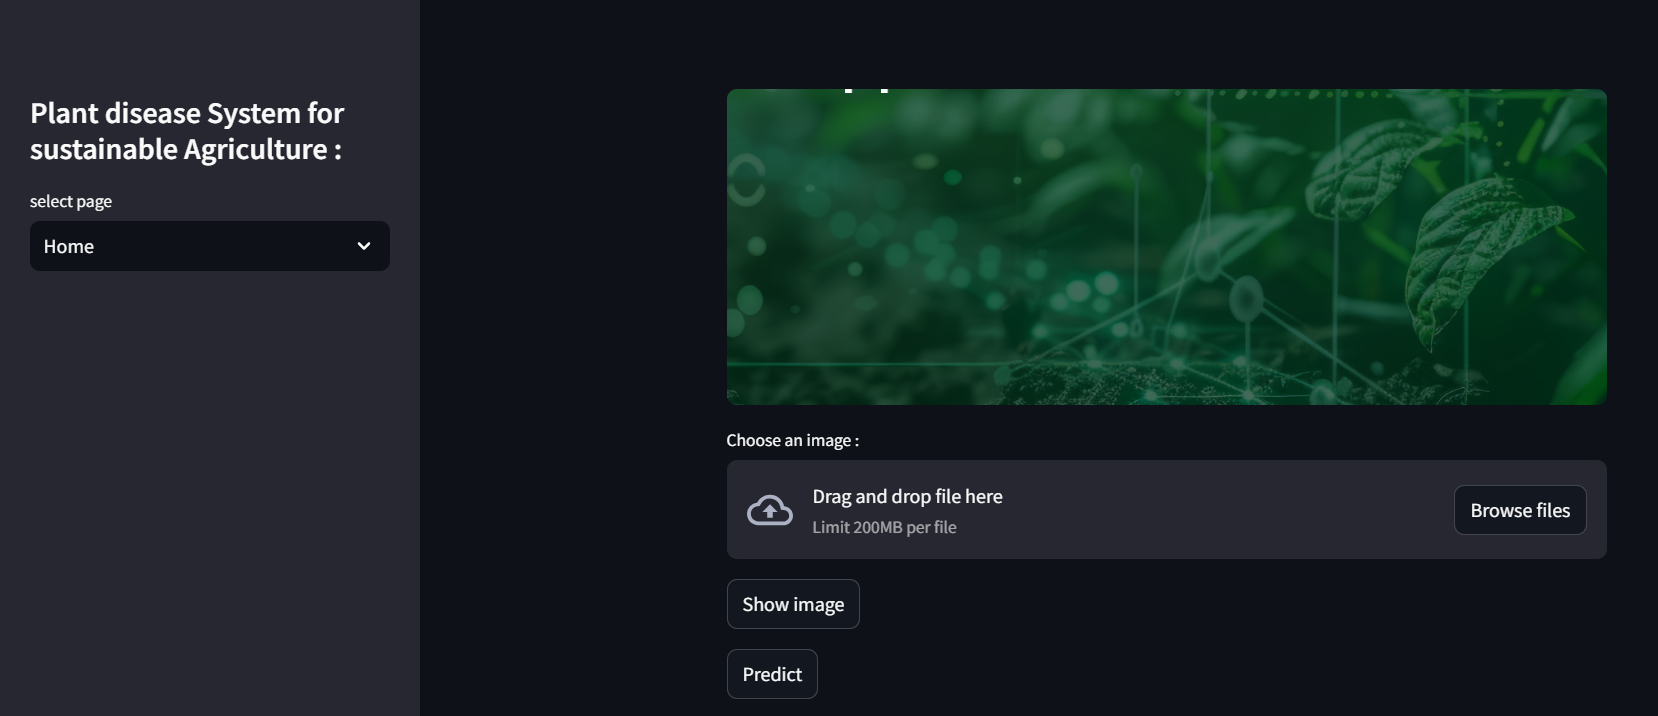 Plant disease System for
sustainable Agriculture :
select page
Home
Choose an image :
Drag and drop file here
Limit 200MB per file
Browse files
Show image
Predict